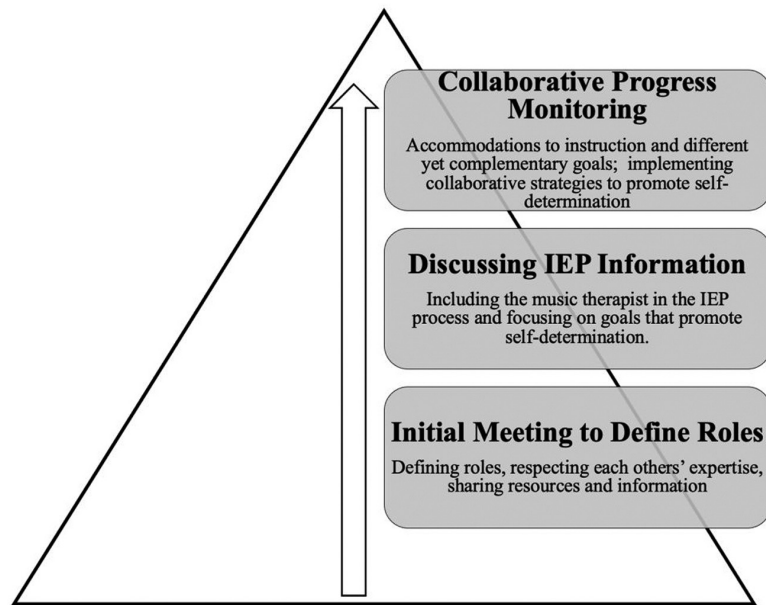 Collaborative Progress
Monitoring
Accommodations to instruction and different
yet complementary goals;  implementing
collaborative strategies to promote self-
determination
Discussing IEP Information
Including the music therapist in the IEP
process and focusing on goals that promote
self-determination.
Initial Meeting to Define Roles
Defining roles, respecting each others’ expertise,
sharing resources and information